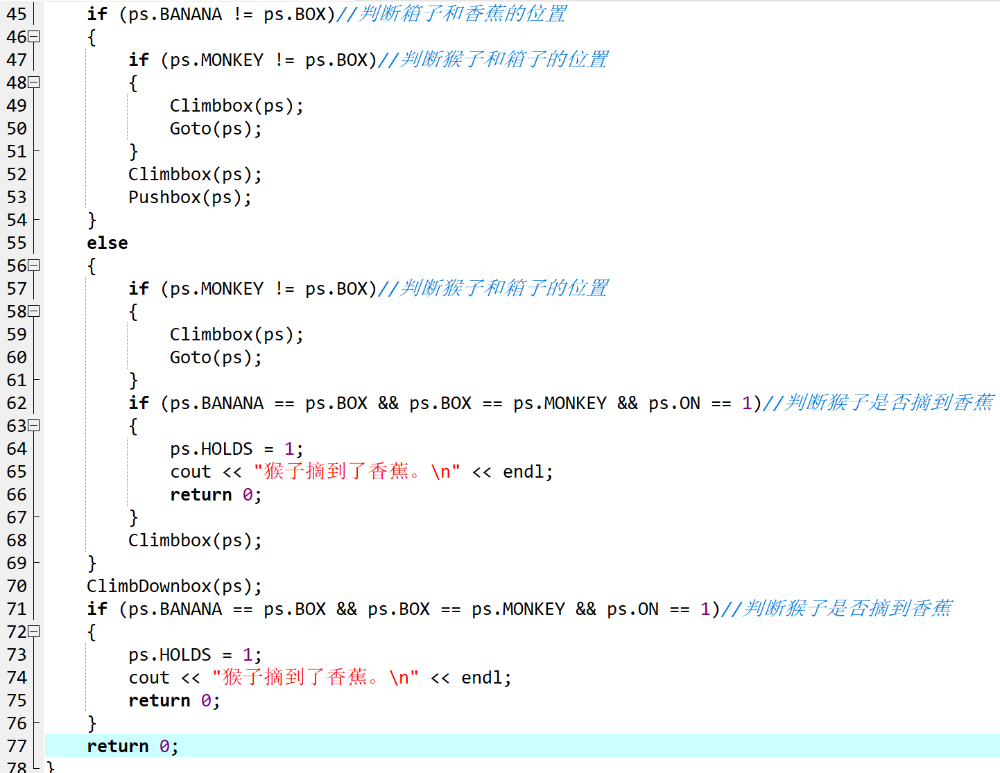 45 if (ps.BANANA != ps.BOX)//判断箱子和香蕉的位置
46 {
47 if (ps.MONKEY != ps.BOX)//判断猴子和箱子的位置
48 {
49 Climbbox(ps);
50 Goto(ps);
51 }
52 Climbbox(ps);
53 Pushbox(ps);
54 }
55 else
56 {
57 if (ps.MONKEY != ps.BOX)//判断猴子和箱子的位置
58 {
59 Climbbox(ps);
60 Goto(ps);
61 }
62 if (ps.BANANA == ps.BOX && ps.BOX == ps.MONKEY && ps.ON == 1)//判断猴子是否摘到香蕉
63 {
64 ps.HOLDS = 1;
65 cout << "猴子摘到了香蕉。\n" << endl;
66 return 0;
67 }
68 Climbbox(ps);
69 }
70 ClimbDownbox(ps);
71 if (ps.BANANA == ps.BOX && ps.BOX == ps.MONKEY && ps.ON == 1)//判断猴子是否摘到香蕉
72 {
73 ps.HOLDS = 1;
74 cout << "猴子摘到了香蕉。\n" << endl;
75 return 0;
76 }
77 return 0;
78 }